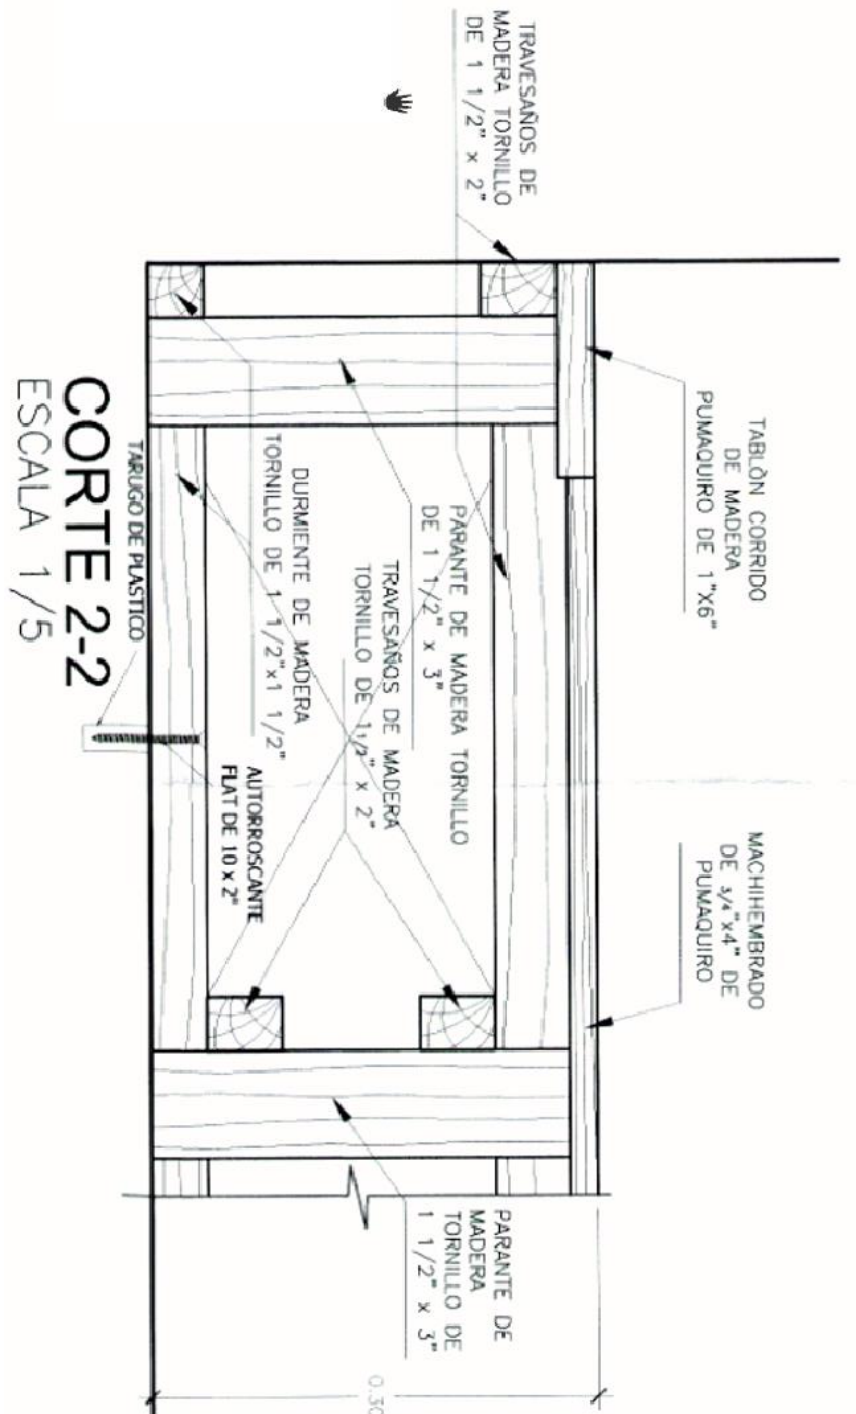 TRAVESAÑOS DE
MADERA TORNILLO
DE 1 1/2" x 2"
TABLÒN CORRIDO
DE MADERA
PUMAQUIRO DE 1"X6"
MACHIHEMBRADO
DE 3/4"x4" DE
PUMAQUIRO
PARANTE DE MADERA TORNILLO
DE 1 1/2" x 3"
TRAVESAÑOS DE MADERA
TORNILLO DE 1 1/2" x 2"
DURMIENTE DE MADERA
TORNILLO DE 1 1/2"x1 1/2"
AUTORROSCANTE
FLAT DE 10 x 2"
TARUGO DE PLASTICO
PARANTE DE
MADERA
TORNILLO DE
1 1/2" x 3"
0.30
CORTE 2-2
ESCALA 1/5